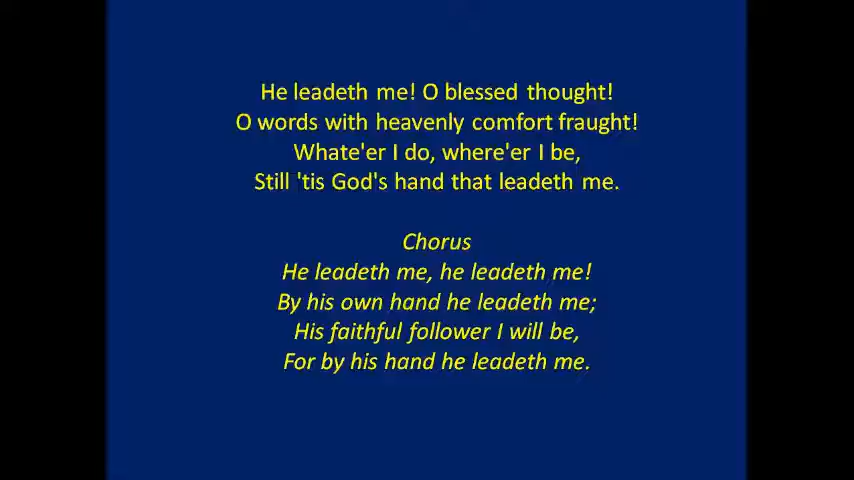 He leadeth me! O blessed thought!
O words with heavenly comfort fraught!
Whate'er I do, where'er I be,
Still 'tis God's hand that leadeth me.
Chorus
He leadeth me, he leadeth me!
By his own hand he leadeth me;
His faithful follower I will be,
For by his hand he leadeth me.